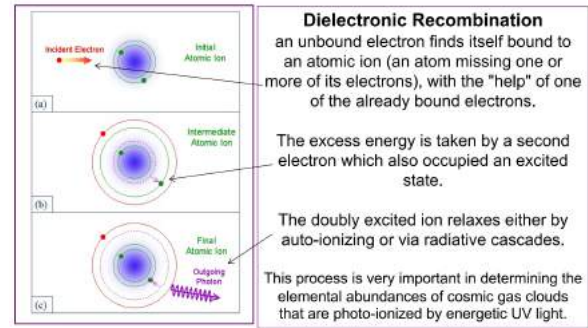 Incident Electron
Initial
Atomic Ion
(a)
Intermediate
Atomic Ion
(b)
Final
Atomic Ion
Outgoing
Photon
(c)
Dielectronic Recombination
an unbound electron finds itself bound to
an atomic ion (an atom missing one or
more of its electrons), with the "help" of one
of the already bound electrons.
The excess energy is taken by a second
electron which also occupied an excited
state.
The doubly excited ion relaxes either by
auto-ionizing or via radiative cascades.
This process is very important in determining the
elemental abundances of cosmic gas clouds
that are photo-ionized by energetic UV light.